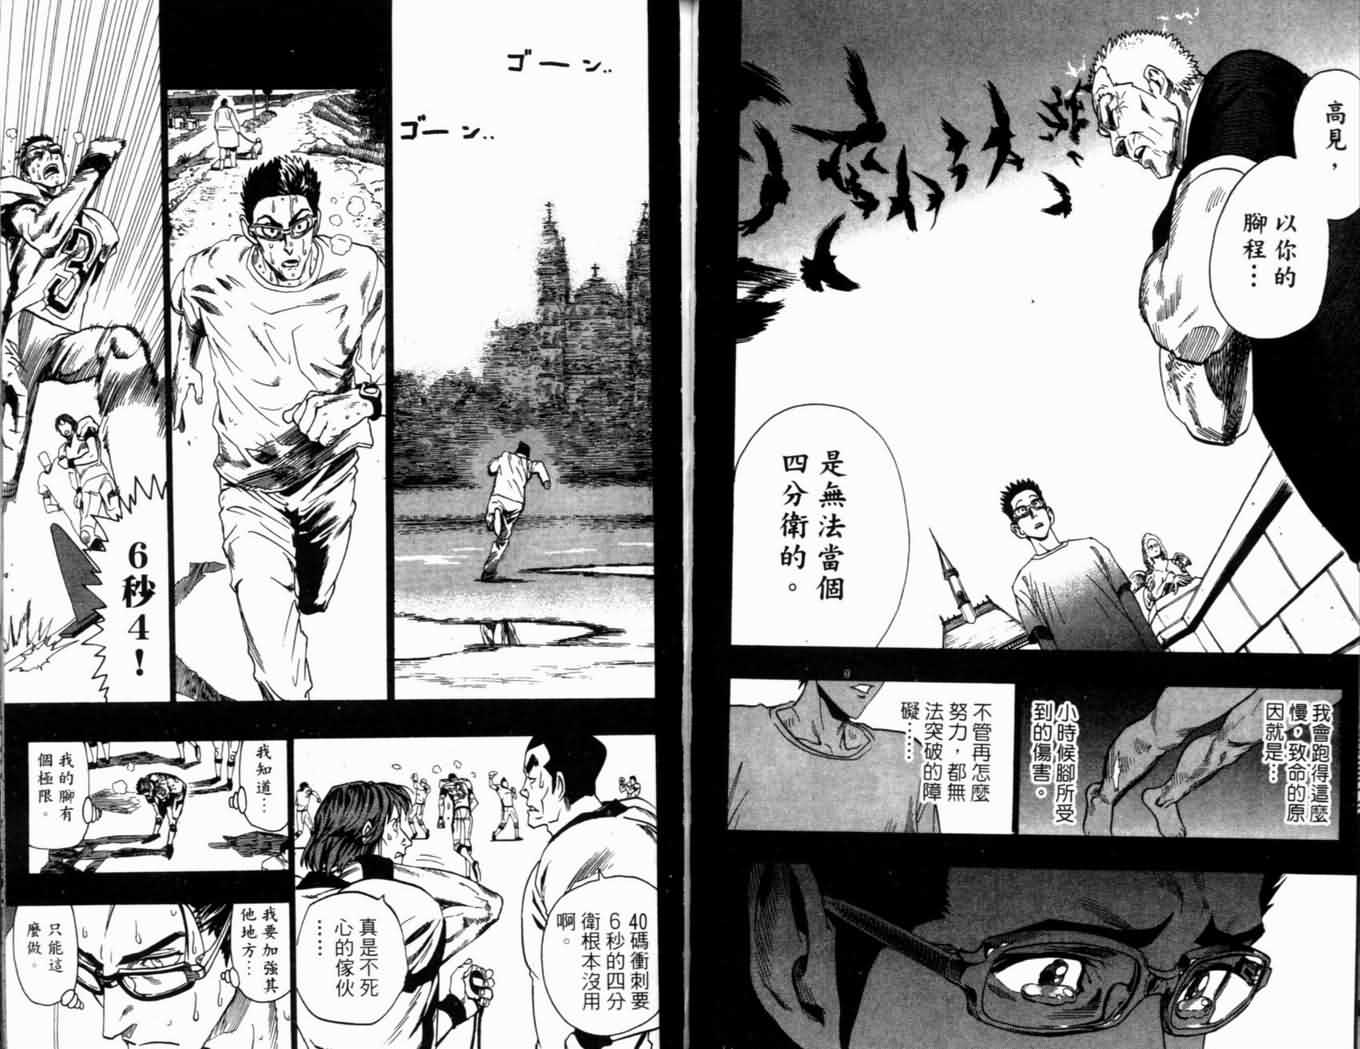 高見，
以你的
腳程…
是無法當個
四分衛的。
我會跑得這麼
慢，致命的原
因就是…
小時候腳所受
到的傷害。
不管再怎麼
努力，都無
法突破的障
礙……
ゴーン..
ゴーン..
6秒4！
40碼衝刺要
6秒的四分
衛根本沒用
啊。
真是不死
心的傢伙
……
我知道…
我的腳有
個極限。
我要加強其
他地方…
只能這
麼做。